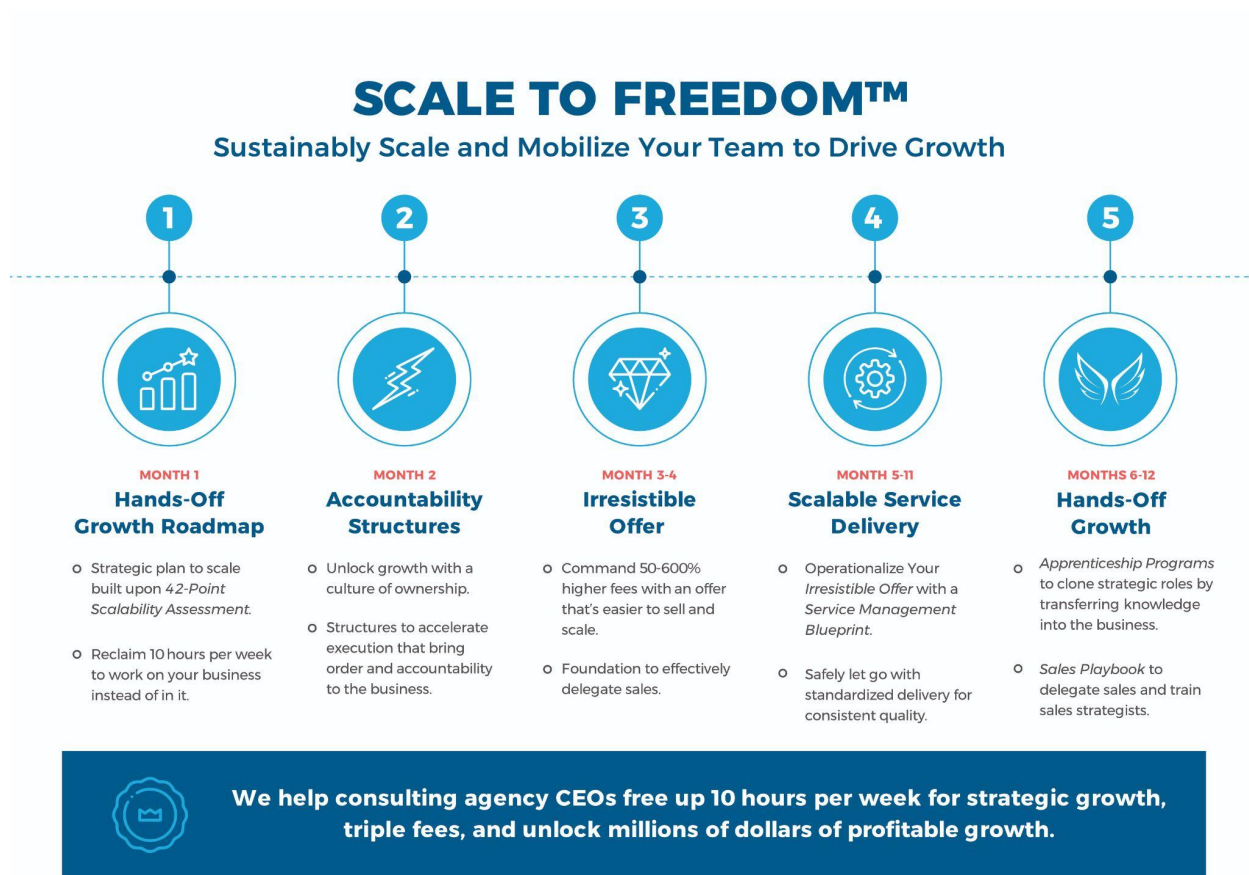 SCALE TO FREEDOM™
Sustainably Scale and Mobilize Your Team to Drive Growth
1
2
3
4
5
MONTH 1
Hands-Off
Growth Roadmap
Strategic plan to scale
built upon 42-Point
Scalability Assessment.
Reclaim 10 hours per week
to work on your business
instead of in it.
MONTH 2
Accountability
Structures
Unlock growth with a
culture of ownership.
Structures to accelerate
execution that bring
order and accountability
to the business.
MONTH 3-4
Irresistible
Offer
Command 50-600%
higher fees with an offer
that's easier to sell and
scale.
Foundation to effectively
delegate sales.
MONTH 5-11
Scalable Service
Delivery
Operationalize Your
Irresistible Offer with a
Service Management
Blueprint.
Safely let go with
standardized delivery for
consistent quality.
MONTHS 6-12
Hands-Off
Growth
Apprenticeship Programs
to clone strategic roles by
transferring knowledge
into the business.
Sales Playbook to
delegate sales and train
sales strategists.
We help consulting agency CEOs free up 10 hours per week for strategic growth,
triple fees, and unlock millions of dollars of profitable growth.